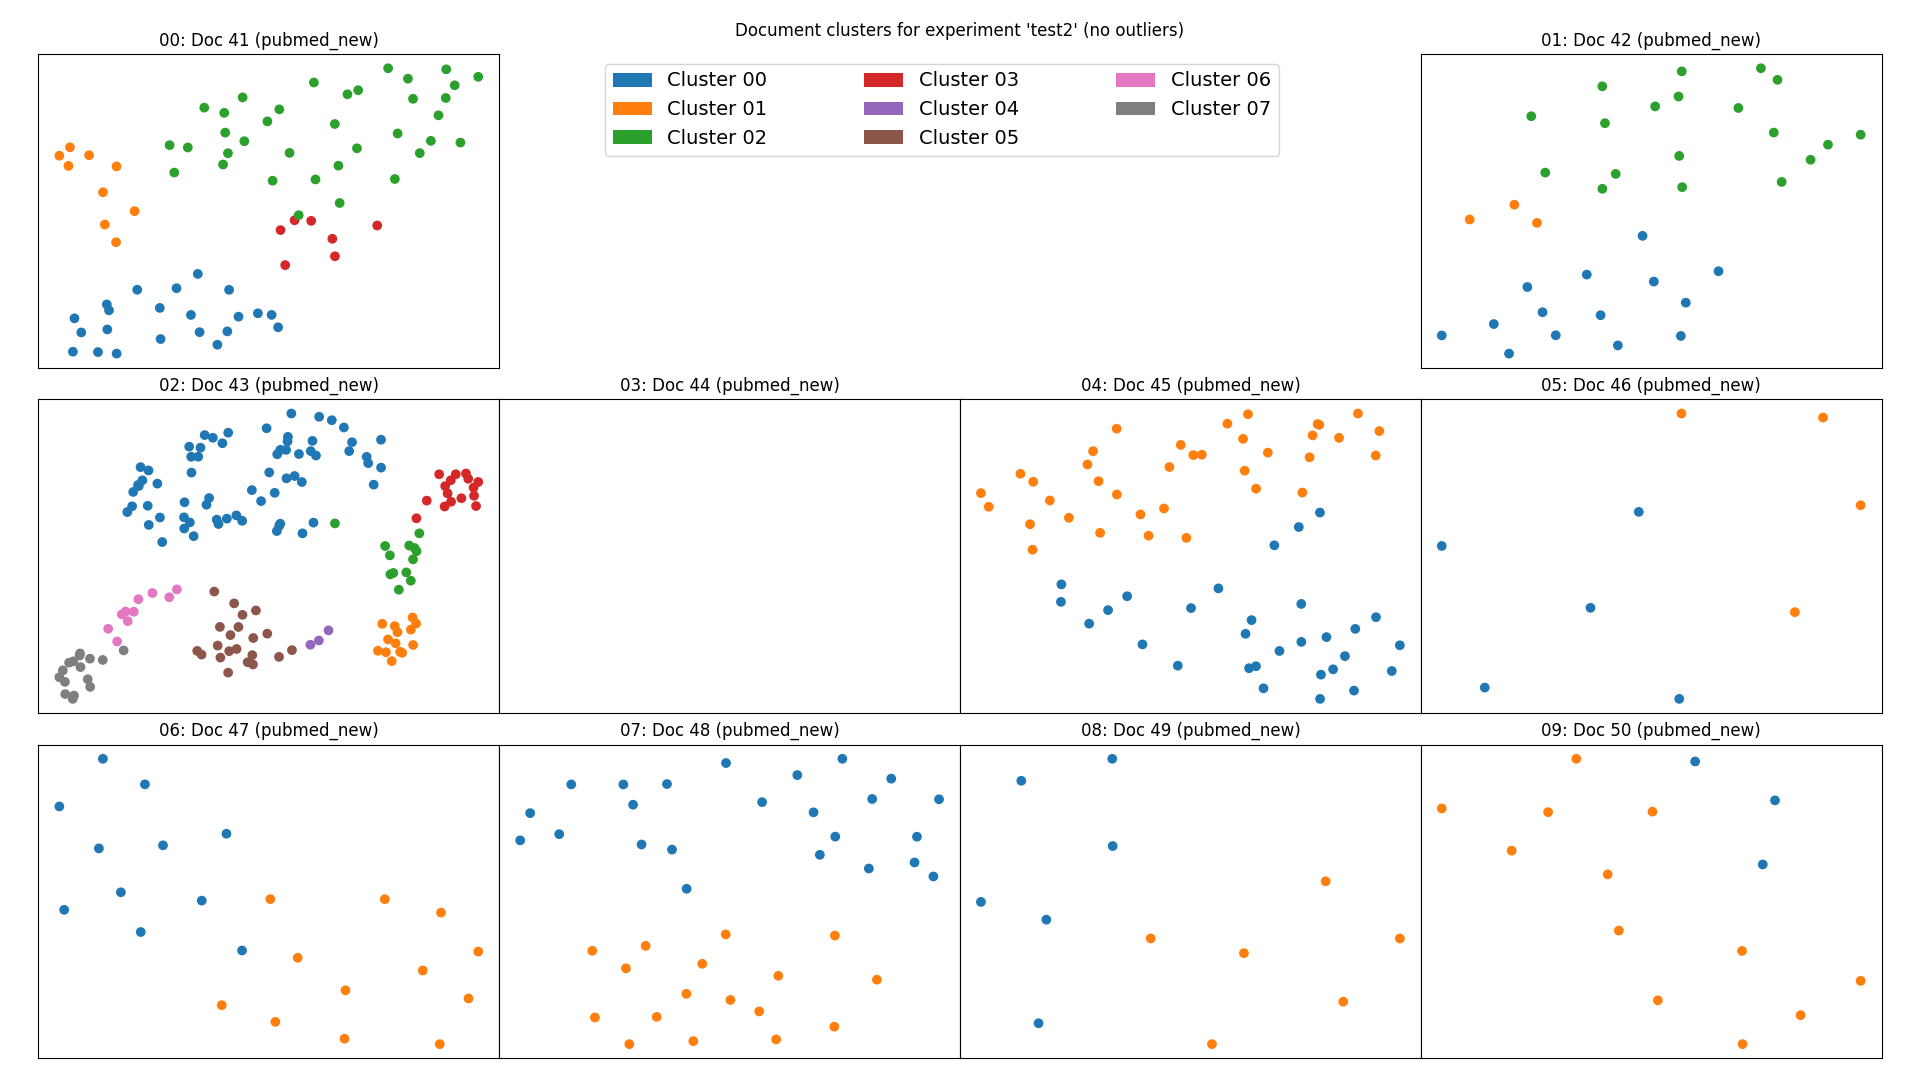 Document clusters for experiment 'test2' (no outliers)
00: Doc 41 (pubmed_new)
01: Doc 42 (pubmed_new)
Cluster 00
Cluster 01
Cluster 02
Cluster 03
Cluster 04
Cluster 05
Cluster 06
Cluster 07
02: Doc 43 (pubmed_new)
03: Doc 44 (pubmed_new)
04: Doc 45 (pubmed_new)
05: Doc 46 (pubmed_new)
06: Doc 47 (pubmed_new)
07: Doc 48 (pubmed_new)
08: Doc 49 (pubmed_new)
09: Doc 50 (pubmed_new)